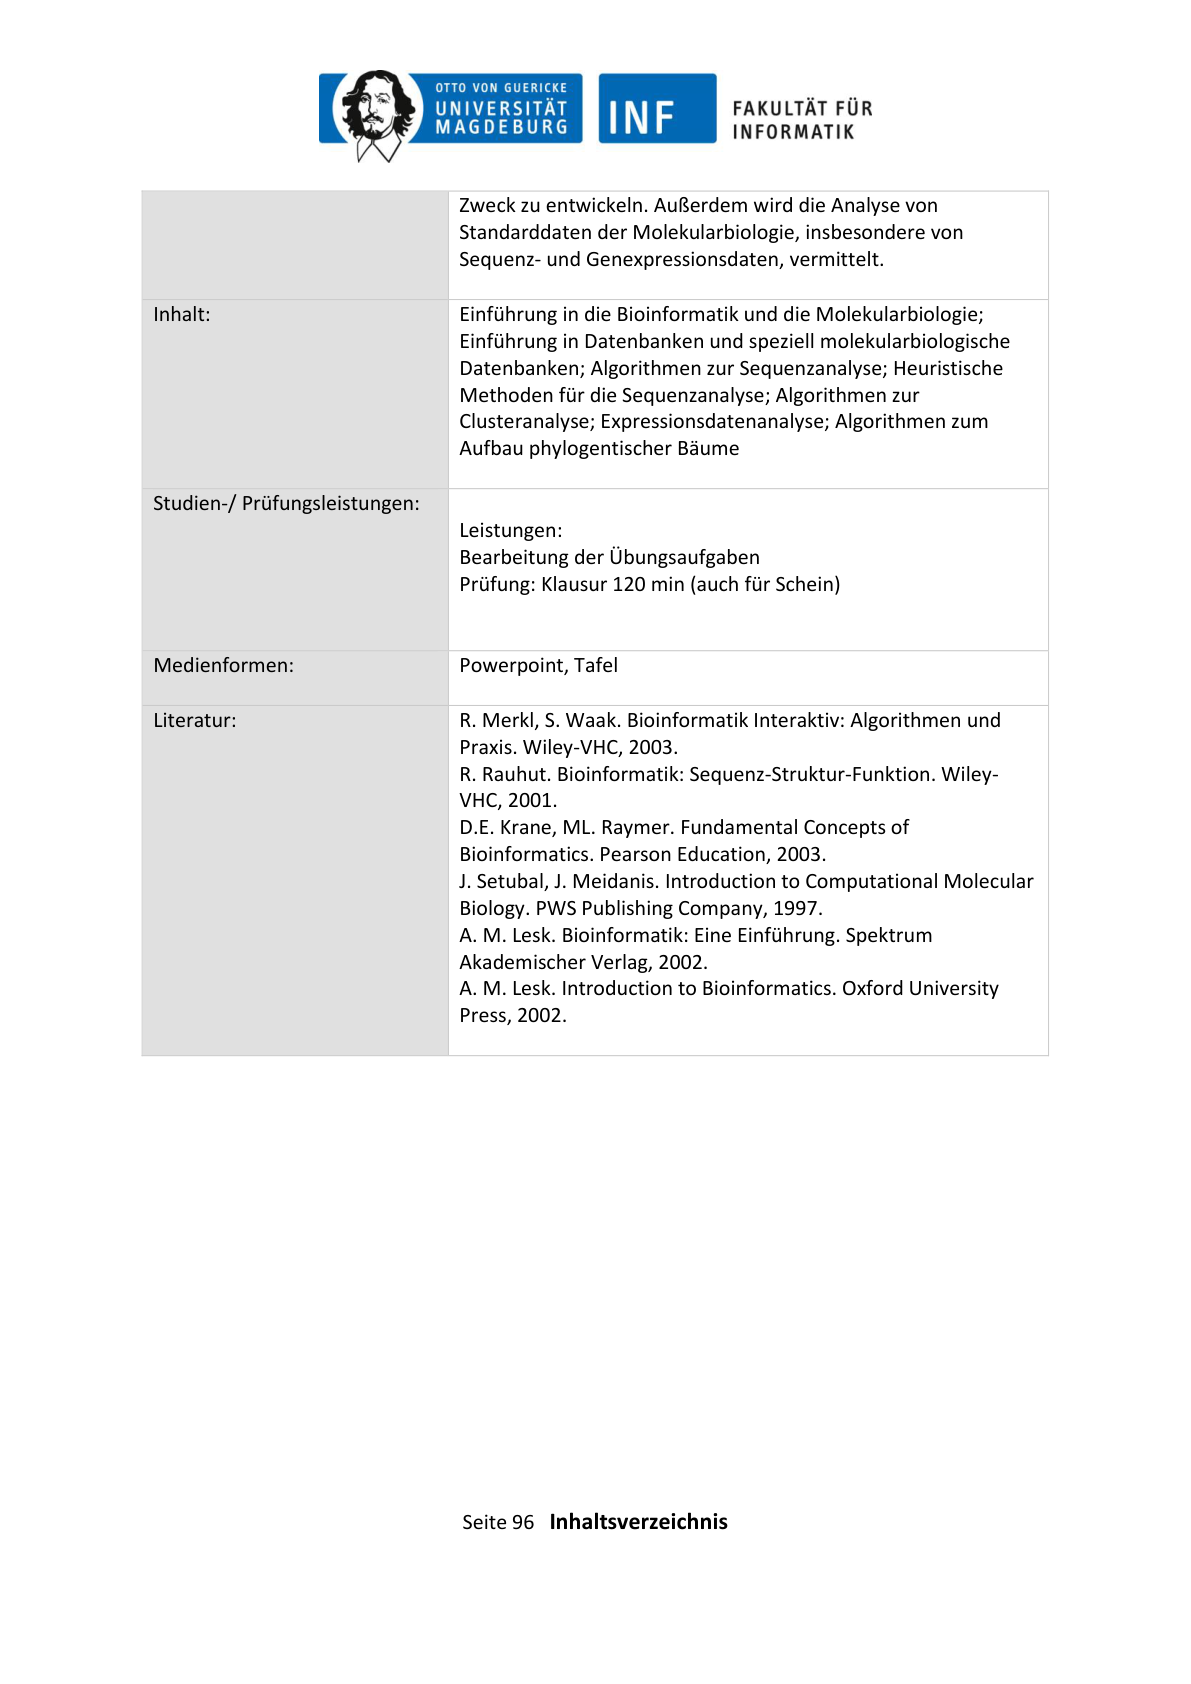 OTTO VON GUERICKE
UNIVERSITÄT
MAGDEBURG
INF
FAKULTÄT FÜR
INFORMATIK
Zweck zu entwickeln. Außerdem wird die Analyse von
Standarddaten der Molekularbiologie, insbesondere von
Sequenz- und Genexpressionsdaten, vermittelt.
Inhalt:
Einführung in die Bioinformatik und die Molekularbiologie;
Einführung in Datenbanken und speziell molekularbiologische
Datenbanken; Algorithmen zur Sequenzanalyse; Heuristische
Methoden für die Sequenzanalyse; Algorithmen zur
Clusteranalyse; Expressionsdatenanalyse; Algorithmen zum
Aufbau phylogentischer Bäume
Studien-/ Prüfungsleistungen:
Leistungen:
Bearbeitung der Übungsaufgaben
Prüfung: Klausur 120 min (auch für Schein)
Medienformen:
Powerpoint, Tafel
Literatur:
R. Merkl, S. Waak. Bioinformatik Interaktiv: Algorithmen und
Praxis. Wiley-VHC, 2003.
R. Rauhut. Bioinformatik: Sequenz-Struktur-Funktion. Wiley-
VHC, 2001.
D.E. Krane, ML. Raymer. Fundamental Concepts of
Bioinformatics. Pearson Education, 2003.
J. Setubal, J. Meidanis. Introduction to Computational Molecular
Biology. PWS Publishing Company, 1997.
A. M. Lesk. Bioinformatik: Eine Einführung. Spektrum
Akademischer Verlag, 2002.
A. M. Lesk. Introduction to Bioinformatics. Oxford University
Press, 2002.
Seite 96 Inhaltsverzeichnis